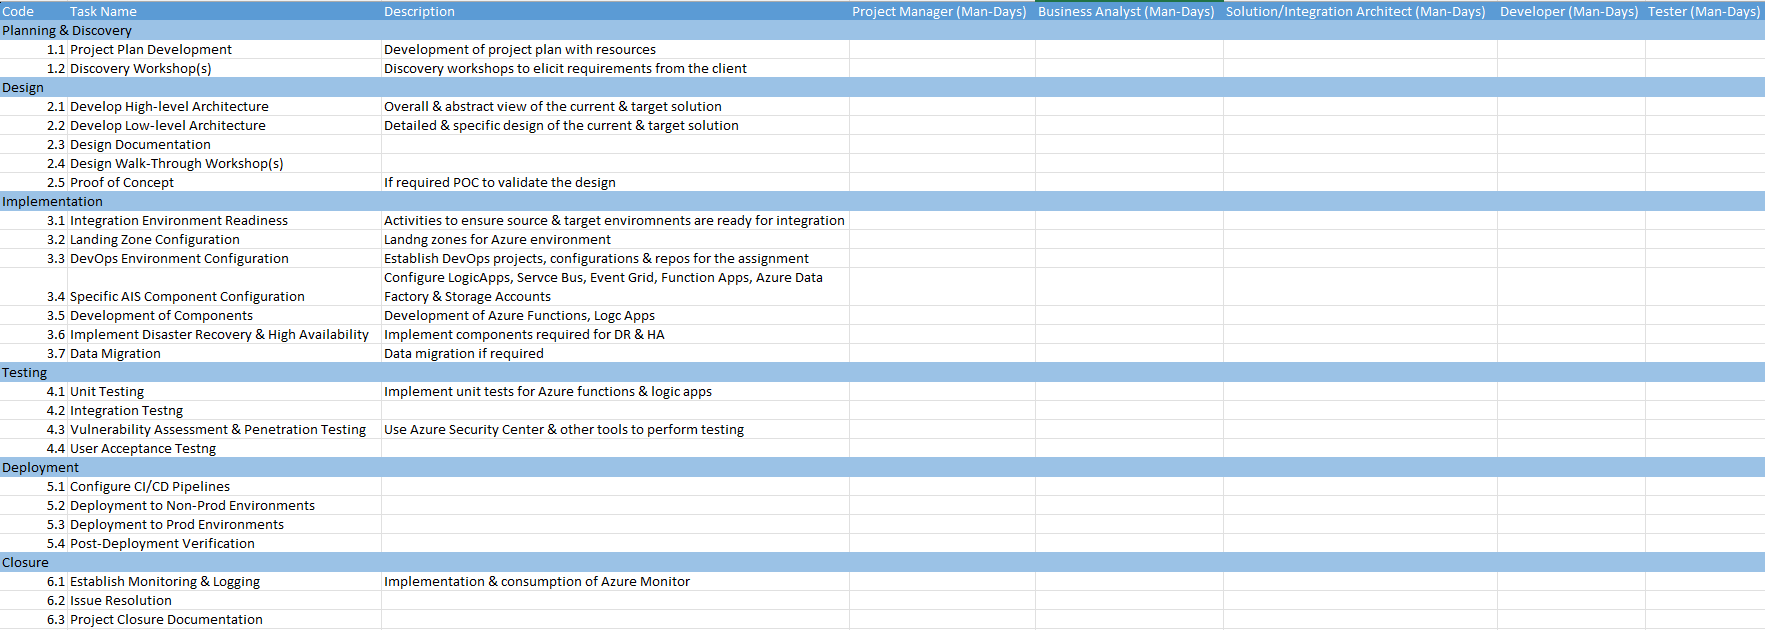 Code Task Name Description Project Manager (Man-Days) Business Analyst (Man-Days) Solution/Integration Architect (Man-Days) Developer (Man-Days) Tester (Man-Days)
Planning & Discovery
1.1 Project Plan Development Development of project plan with resources
1.2 Discovery Workshop(s) Discovery workshops to elicit requirements from the client
Design
2.1 Develop High-level Architecture Overall & abstract view of the current & target solution
2.2 Develop Low-level Architecture Detailed & specific design of the current & target solution
2.3 Design Documentation
2.4 Design Walk-Through Workshop(s)
2.5 Proof of Concept If required POC to validate the design
Implementation
3.1 Integration Environment Readiness Activities to ensure source & target enviromnents are ready for integration
3.2 Landing Zone Configuration Landng zones for Azure environment
3.3 DevOps Environment Configuration Establish DevOps projects, configurations & repos for the assignment
Configure LogicApps, Servce Bus, Event Grid, Function Apps, Azure Data
3.4 Specific AIS Component Configuration Factory & Storage Accounts
3.5 Development of Components Development of Azure Functions, Logc Apps
3.6 Implement Disaster Recovery & High Availability Implement components required for DR & HA
3.7 Data Migration Data migration if required
Testing
4.1 Unit Testing Implement unit tests for Azure functions & logic apps
4.2 Integration Testng
4.3 Vulnerability Assessment & Penetration Testing Use Azure Security Center & other tools to perform testing
4.4 User Acceptance Testng
Deployment
5.1 Configure CI/CD Pipelines
5.2 Deployment to Non-Prod Environments
5.3 Deployment to Prod Environments
5.4 Post-Deployment Verification
Closure
6.1 Establish Monitoring & Logging Implementation & consumption of Azure Monitor
6.2 Issue Resolution
6.3 Project Closure Documentation